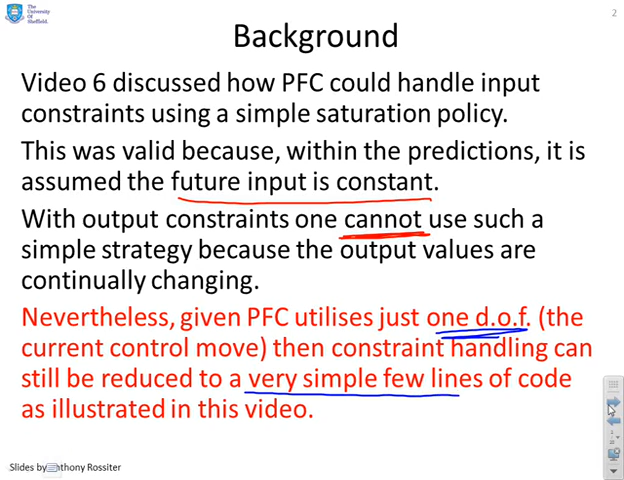 The
University
Of
Sheffield.
2
Background
Video 6 discussed how PFC could handle input
constraints using a simple saturation policy.
This was valid because, within the predictions, it is
assumed the future input is constant.
With output constraints one cannot use such a
simple strategy because the output values are
continually changing.
Nevertheless, given PFC utilises just one d.o.f. (the
current control move) then constraint handling can
still be reduced to a very simple few lines of code
as illustrated in this video.
Slides by nthony Rossiter